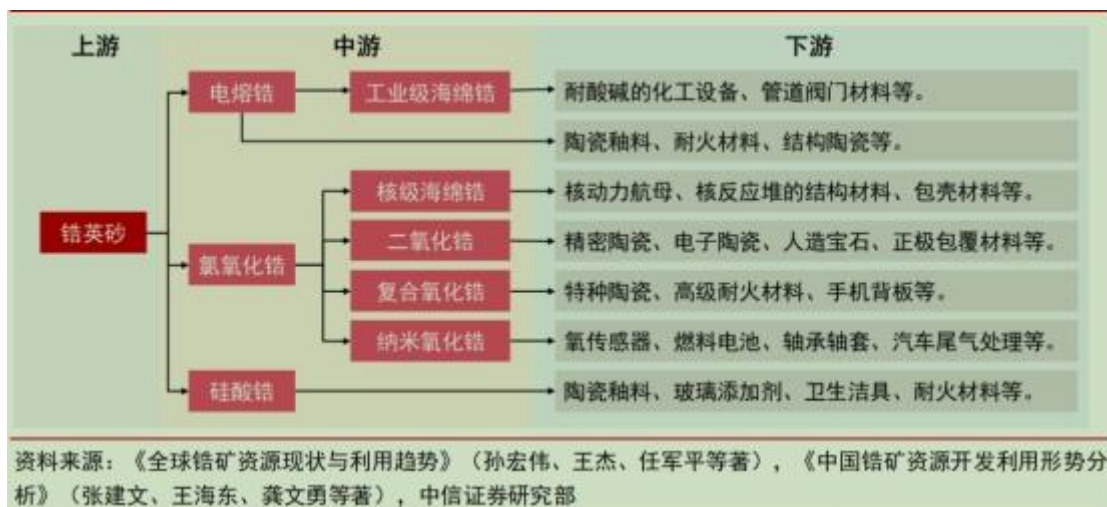 上游
中游
下游
电熔锆
工业级海绵锆
耐酸碱的化工设备、管道阀门材料等。
陶瓷釉料、耐火材料、结构陶瓷等。
核级海绵锆
核动力航母、核反应堆的结构材料、包壳材料等。
锆英砂
二氧化锆
精密陶瓷、电子陶瓷、人造宝石、正极包覆材料等。
氯氧化锆
复合氧化锆
特种陶瓷、高级耐火材料、手机背板等。
纳米氧化锆
氧传感器、燃料电池、轴承轴套、汽车尾气处理等。
硅酸锆
陶瓷釉料、玻璃添加剂、卫生洁具、耐火材料等。
资料来源：《全球锆矿资源现状与利用趋势》（孙宏伟、王杰、任军平等著），《中国锆矿资源开发利用形势分
析》（张建文、王海东、龚文勇等著），中信证券研究部